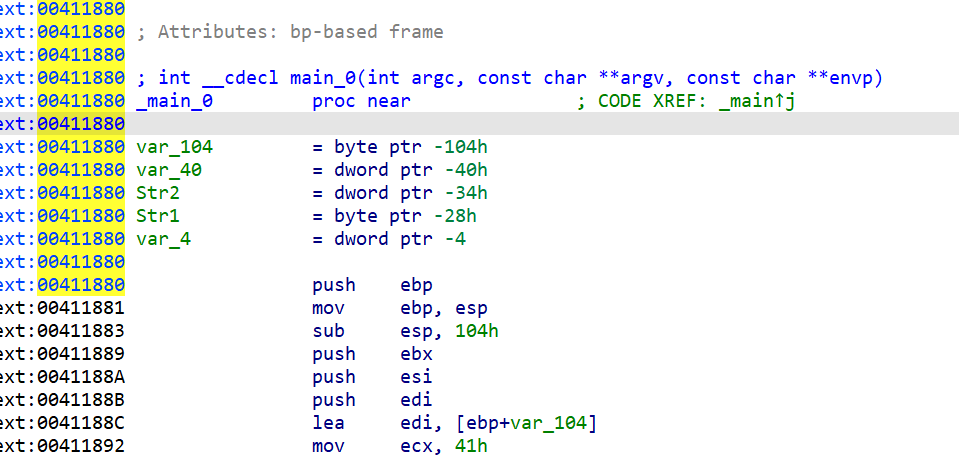 ext:00411880
ext:00411880 ; Attributes: bp-based frame
ext:00411880
ext:00411880 ; int __cdecl main_0(int argc, const char **argv, const char **envp)
ext:00411880 _main_0 proc near ; CODE XREF: _main↑j
ext:00411880
ext:00411880 var_104 = byte ptr -104h
ext:00411880 var_40 = dword ptr -40h
ext:00411880 Str2 = dword ptr -34h
ext:00411880 Str1 = byte ptr -28h
ext:00411880 var_4 = dword ptr -4
ext:00411880
ext:00411880 push ebp
ext:00411881 mov ebp, esp
ext:00411883 sub esp, 104h
ext:00411889 push ebx
ext:0041188A push esi
ext:0041188B push edi
ext:0041188C lea edi, [ebp+var_104]
ext:00411892 mov ecx, 41h